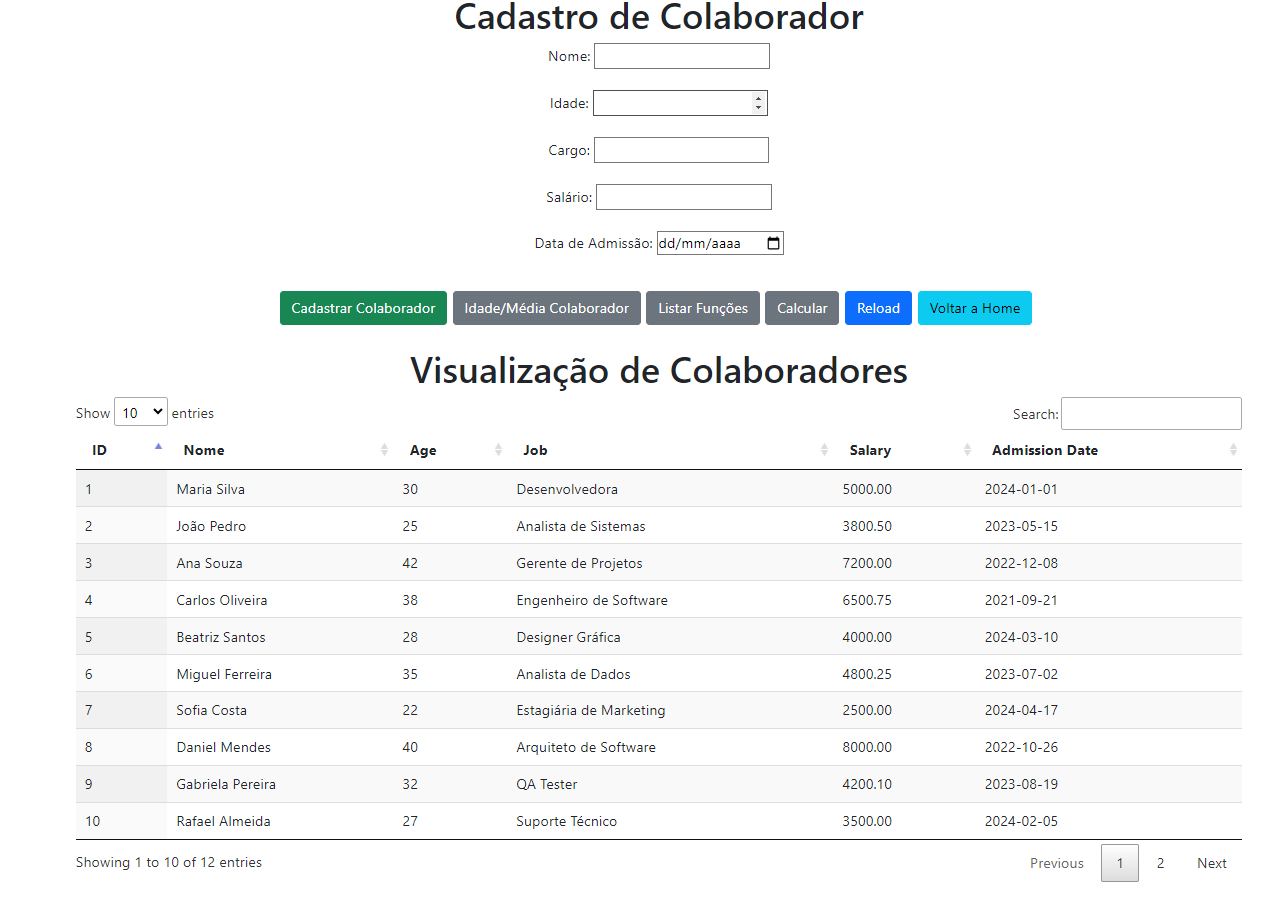 Cadastro de Colaborador
Nome:
Idade:
Cargo:
Salário:
Data de Admissão: dd/mm/aaaa
Cadastrar Colaborador Idade/Média Colaborador Listar Funções Calcular Reload Voltar a Home
Visualização de Colaboradores
Show 10 entries Search:
ID Nome Age Job Salary Admission Date
1 Maria Silva 30 Desenvolvedora 5000.00 2024-01-01
2 João Pedro 25 Analista de Sistemas 3800.50 2023-05-15
3 Ana Souza 42 Gerente de Projetos 7200.00 2022-12-08
4 Carlos Oliveira 38 Engenheiro de Software 6500.75 2021-09-21
5 Beatriz Santos 28 Designer Gráfica 4000.00 2024-03-10
6 Miguel Ferreira 35 Analista de Dados 4800.25 2023-07-02
7 Sofia Costa 22 Estagiária de Marketing 2500.00 2024-04-17
8 Daniel Mendes 40 Arquiteto de Software 8000.00 2022-10-26
9 Gabriela Pereira 32 QA Tester 4200.10 2023-08-19
10 Rafael Almeida 27 Suporte Técnico 3500.00 2024-02-05
Showing 1 to 10 of 12 entries Previous 1 2 Next